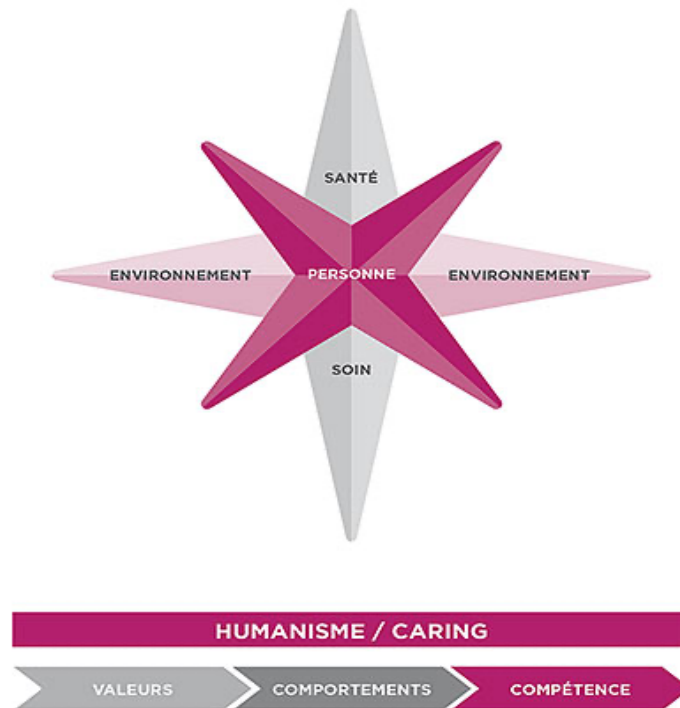 SANTÉ
ENVIRONNEMENT PERSONNE ENVIRONNEMENT
SOIN
HUMANISME / CARING
VALEURS COMPORTEMENTS COMPÉTENCE